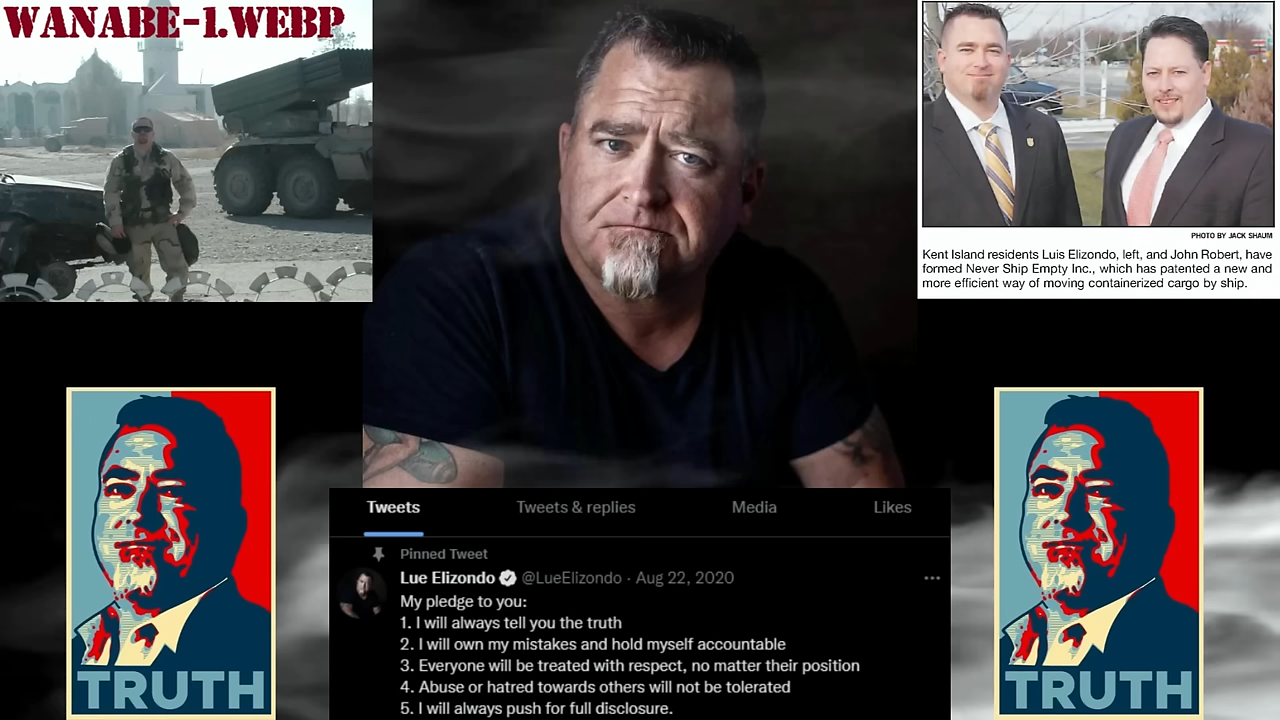 WANABE-1.WEBP
PHOTO BY JACK SHAUM
Kent Island residents Luis Elizondo, left, and John Robert, have
formed Never Ship Empty Inc., which has patented a new and
more efficient way of moving containerized cargo by ship.
TRUTH
Tweets Tweets & replies Media Likes
Pinned Tweet
Lue Elizondo @LueElizondo · Aug 22, 2020 ...
My pledge to you:
1. I will always tell you the truth
2. I will own my mistakes and hold myself accountable
3. Everyone will be treated with respect, no matter their position
4. Abuse or hatred towards others will not be tolerated
5. I will always push for full disclosure.
TRUTH